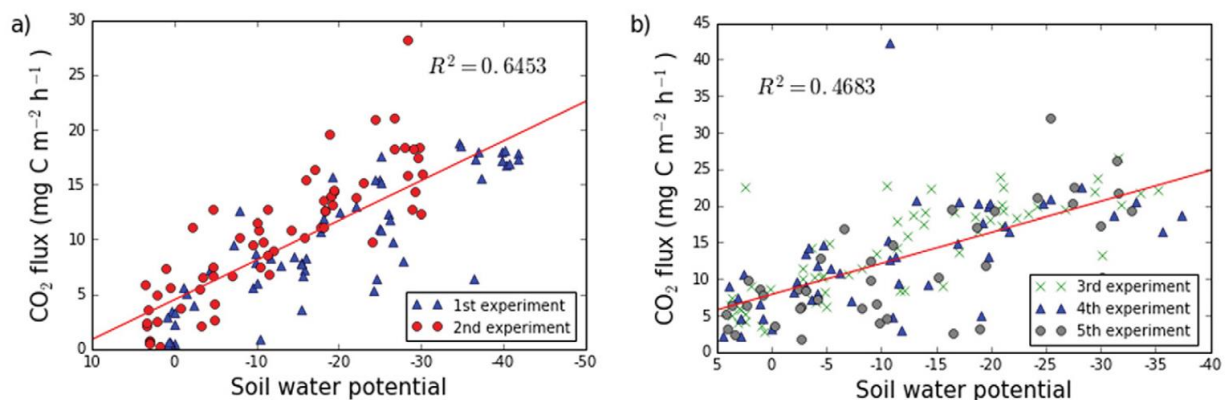 a)
CO₂ flux (mg C m⁻² h⁻¹)
30
25
20
15
10
5
0
R² = 0.6453
1st experiment
2nd experiment
10 0 -10 -20 -30 -40 -50
Soil water potential
b)
CO₂ flux (mg C m⁻² h⁻¹)
45
40
35
30
25
20
15
10
5
0
R² = 0.4683
3rd experiment
4th experiment
5th experiment
5 0 -5 -10 -15 -20 -25 -30 -35 -40
Soil water potential